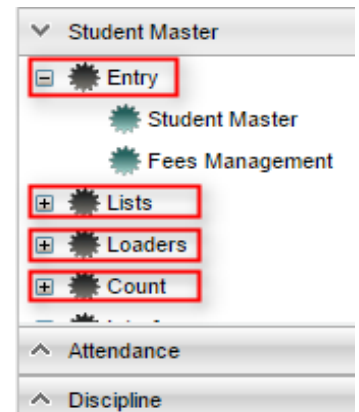 Student Master
Entry
Student Master
Fees Management
Lists
Loaders
Count
Attendance
Discipline